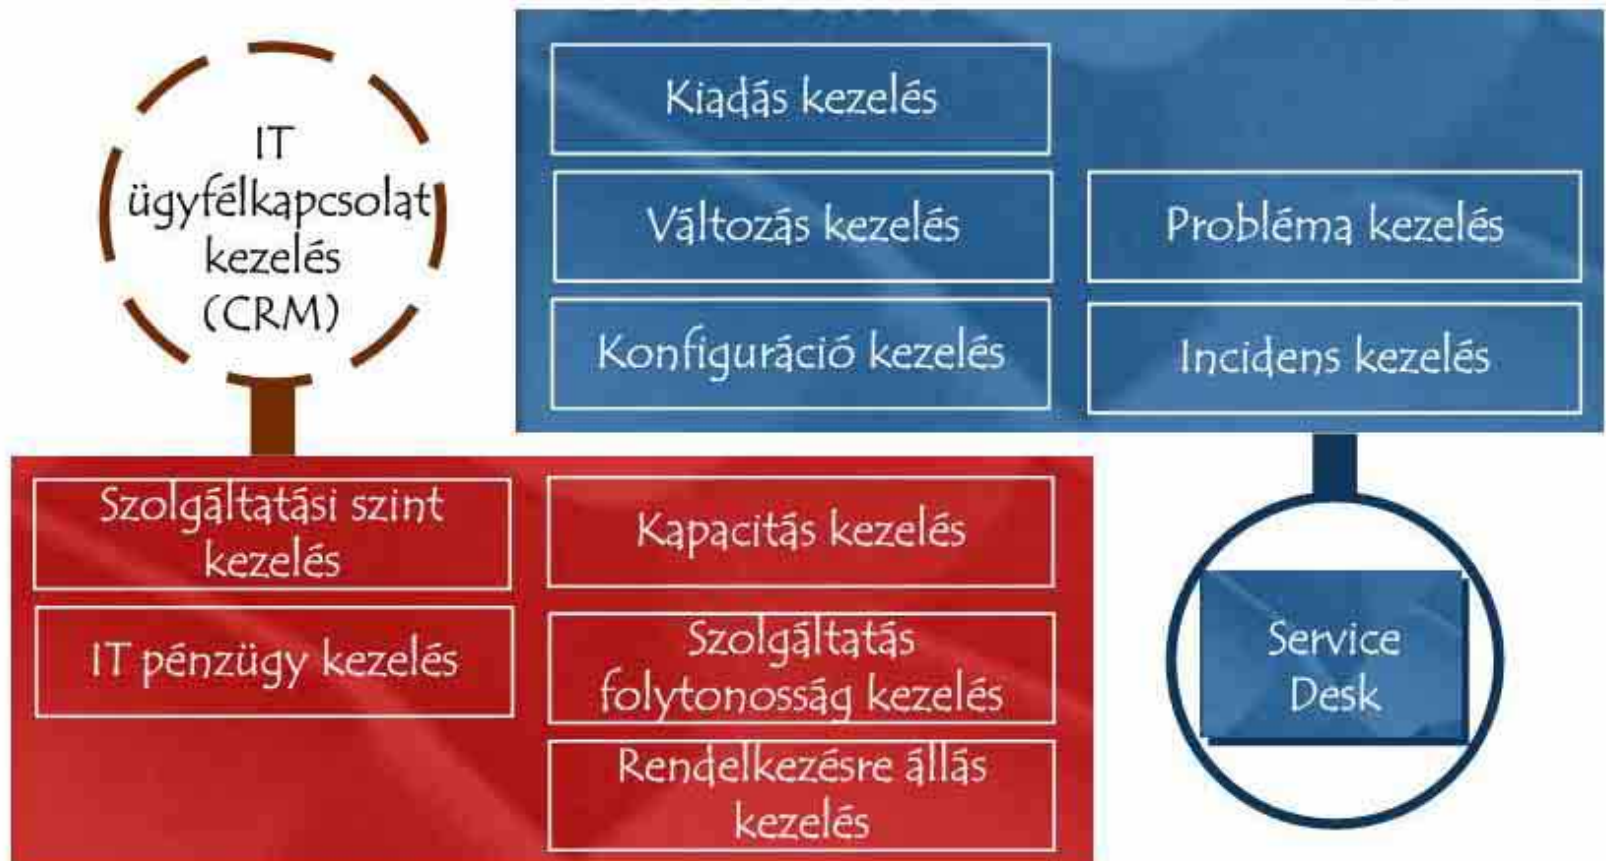 IT
ügyfélkapcsolat
kezelés
(CRM)
Kiadás kezelés
Változás kezelés
Konfiguráció kezelés
Probléma kezelés
Incidens kezelés
Szolgáltatási szint
kezelés
IT pénzügy kezelés
Kapacitás kezelés
Szolgáltatás
folytonosság kezelés
Rendelkezésre állás
kezelés
Service
Desk